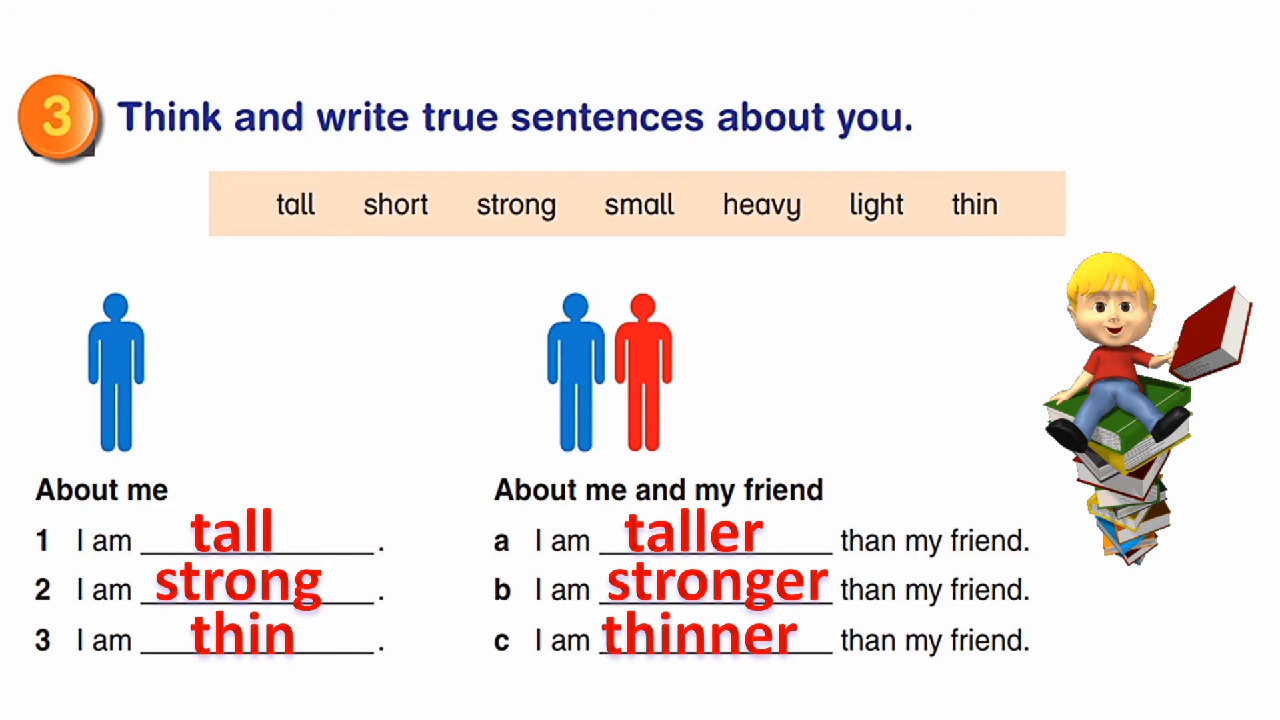 3 Think and write true sentences about you.
tall short strong small heavy light thin
About me
1 I am tall.
2 I am strong.
3 I am thin.
About me and my friend
a I am taller than my friend.
b I am stronger than my friend.
c I am thinner than my friend.